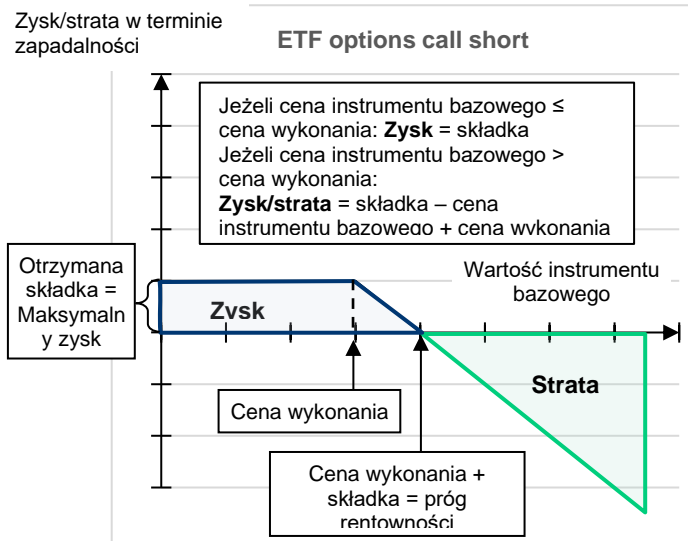 Zysk/strata w terminie
zapadalności
ETF options call short
Jeżeli cena instrumentu bazowego ≤
cena wykonania: Zysk = składka
Jeżeli cena instrumentu bazowego >
cena wykonania:
Zysk/strata = składka – cena
instrumentu bazowego + cena wykonania
Otrzymana
składka =
Maksymaln
y zysk
Zysk
Wartość instrumentu
bazowego
Cena wykonania
Strata
Cena wykonania +
składka = próg
rentowności